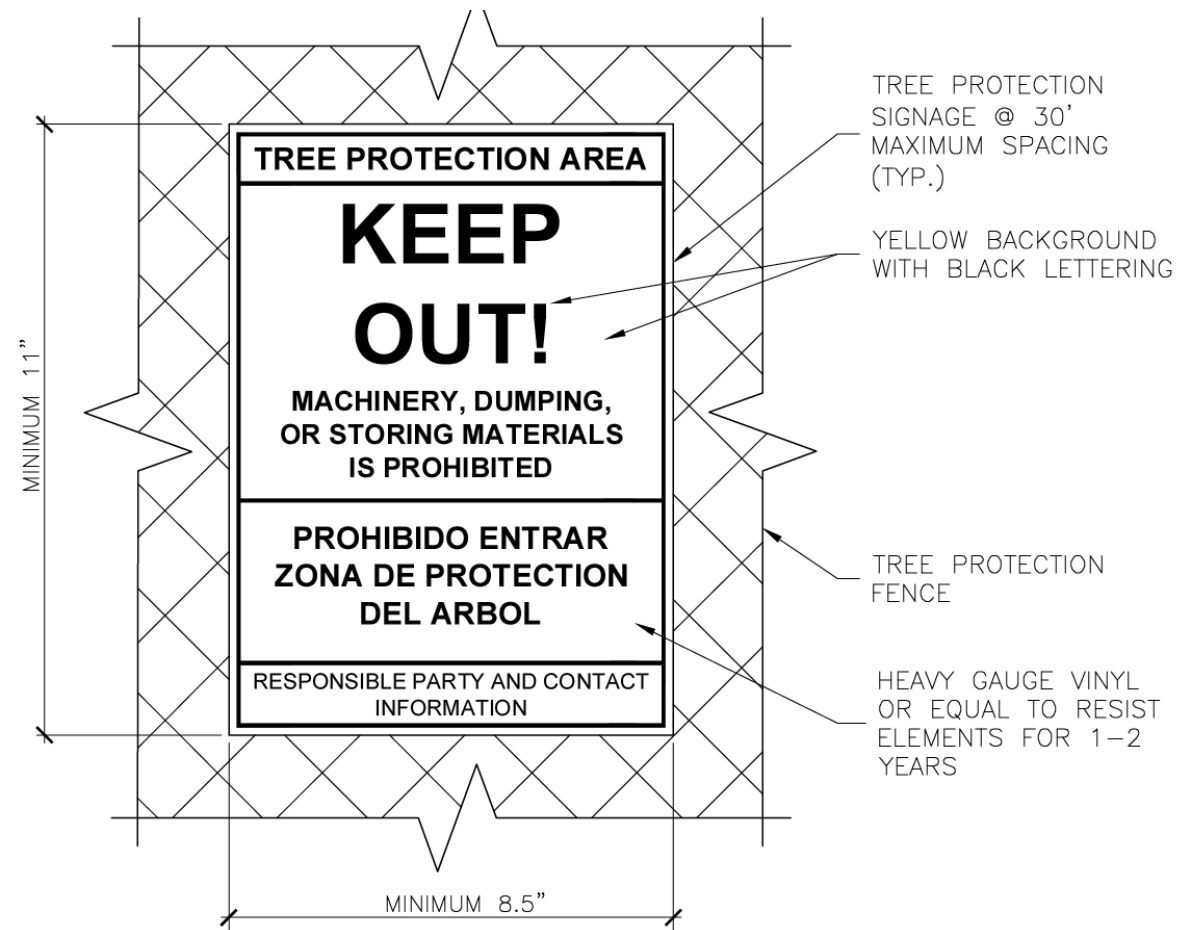 TREE PROTECTION AREA
KEEP
OUT!
MACHINERY, DUMPING,
OR STORING MATERIALS
IS PROHIBITED
PROHIBIDO ENTRAR
ZONA DE PROTECTION
DEL ARBOL
RESPONSIBLE PARTY AND CONTACT
INFORMATION
MINIMUM 11"
MINIMUM 8.5"
TREE PROTECTION
SIGNAGE @ 30'
MAXIMUM SPACING
(TYP.)
YELLOW BACKGROUND
WITH BLACK LETTERING
TREE PROTECTION
FENCE
HEAVY GAUGE VINYL
OR EQUAL TO RESIST
ELEMENTS FOR 1-2
YEARS